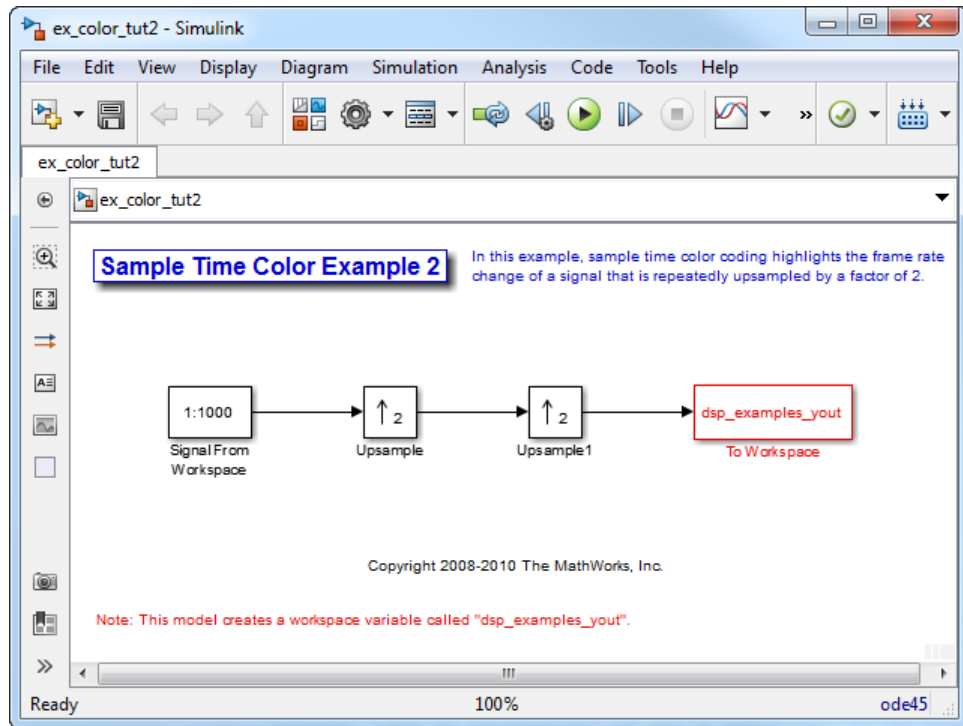 ex_color_tut2 - Simulink
File Edit View Display Diagram Simulation Analysis Code Tools Help
ex_color_tut2
ex_color_tut2
Sample Time Color Example 2
In this example, sample time color coding highlights the frame rate
change of a signal that is repeatedly upsampled by a factor of 2.
1:1000
2
2
dsp_examples_yout
Signal From
Workspace
Upsample
Upsample1
To Workspace
Copyright 2008-2010 The MathWorks, Inc.
Note: This model creates a workspace variable called "dsp_examples_yout".
Ready 100% ode45